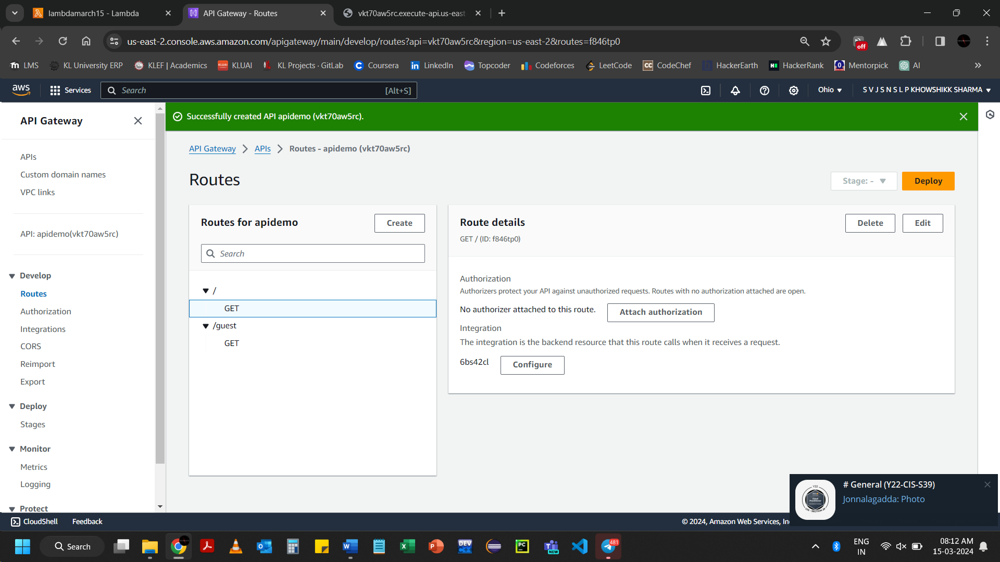 lambdamarch15 - Lambda
API Gateway - Routes
vkt70aw5rc.execute-api.us-east
us-east-2.console.aws.amazon.com/apigateway/main/develop/routes?api=vkt70aw5rc&region=us-east-2&routes=f846tp0
off
LMS
KL University ERP
KLEF | Academics
KLUAI
KL Projects · GitLab
Coursera
LinkedIn
Topcoder
Codeforces
LeetCode
CodeChef
HackerEarth
HackerRank
Mentorpick
AI
aws
Services
Search
[Alt+S]
Ohio
S V J S N S L P KHOWSHIKK SHARMA
API Gateway
Successfully created API apidemo (vkt70aw5rc).
API Gateway
APIs
Routes - apidemo (vkt70aw5rc)
APIs
Custom domain names
VPC links
API: apidemo(vkt70aw5rc)
Develop
Routes
Authorization
Integrations
CORS
Reimport
Export
Deploy
Stages
Monitor
Metrics
Logging
Protect
Routes
Stage: -
Deploy
Routes for apidemo
Create
Search
/
GET
/guest
GET
Route details
Delete
Edit
GET / (ID: f846tp0)
Authorization
Authorizers protect your API against unauthorized requests. Routes with no authorization attached are open.
No authorizer attached to this route.
Attach authorization
Integration
The integration is the backend resource that this route calls when it receives a request.
6bs42cl
Configure
# General (Y22-CIS-S39)
Jonnalagadda: Photo
CloudShell
Feedback
© 2024, Amazon Web Services, In
Search
481
ENG
IN
08:12 AM
15-03-2024